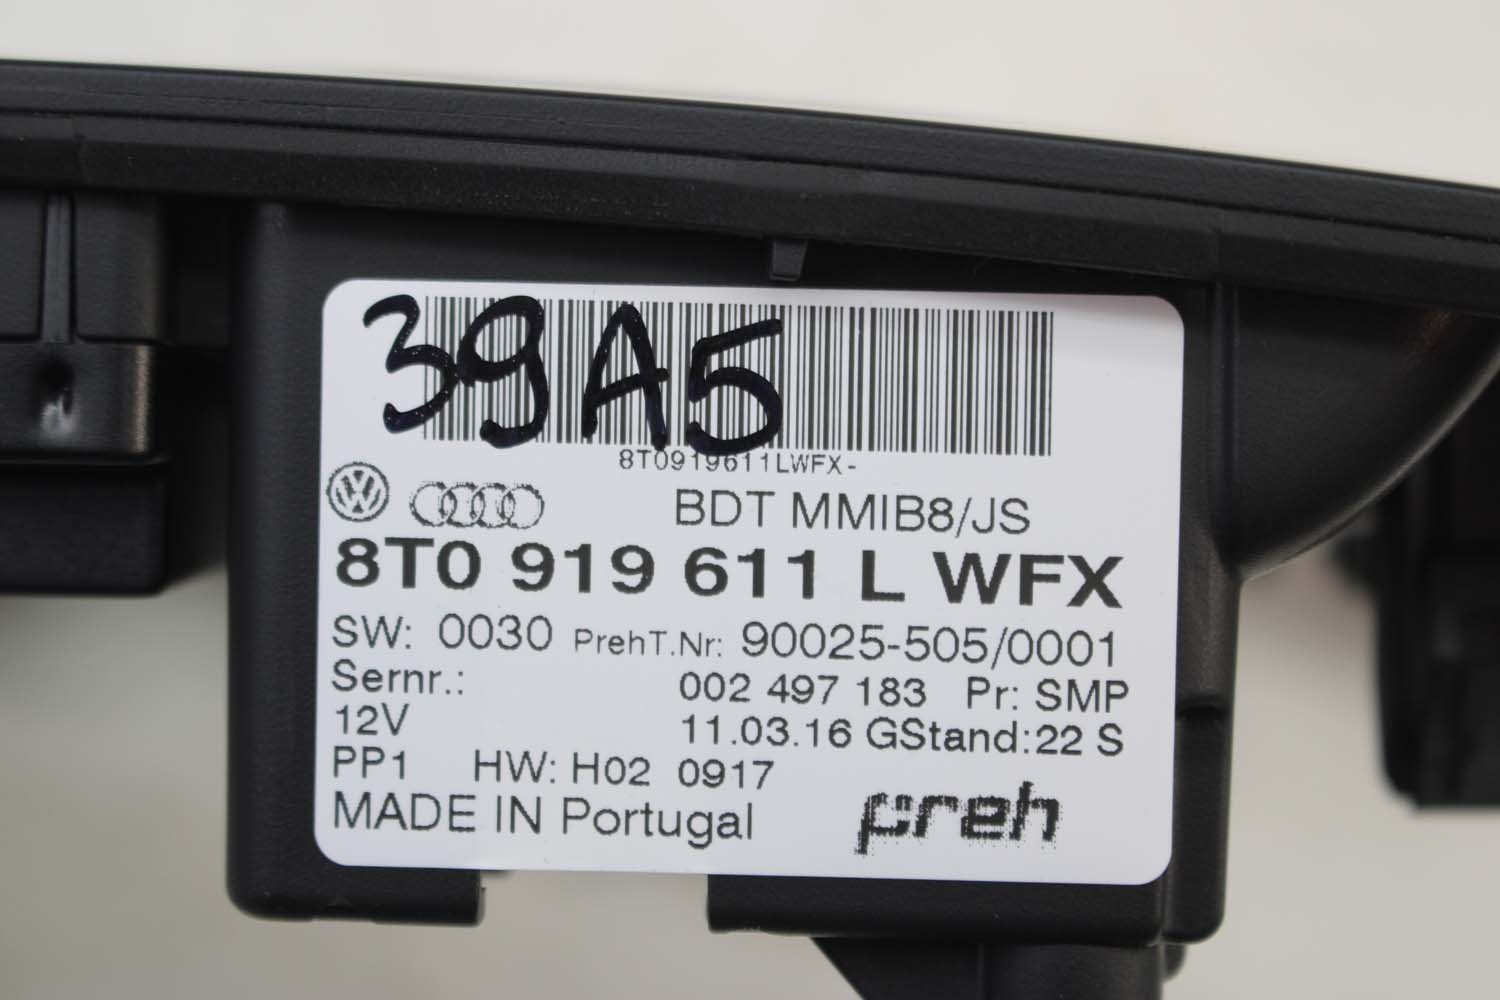 39A5
8T0919611LWFX-
BDT MMIB8/JS
8T0 919 611 L WFX
SW: 0030 PrehT.Nr: 90025-505/0001
Sernr.: 002 497 183 Pr: SMP
12V 11.03.16 GStand:22 S
PP1 HW: H02 0917
MADE IN Portugal preh